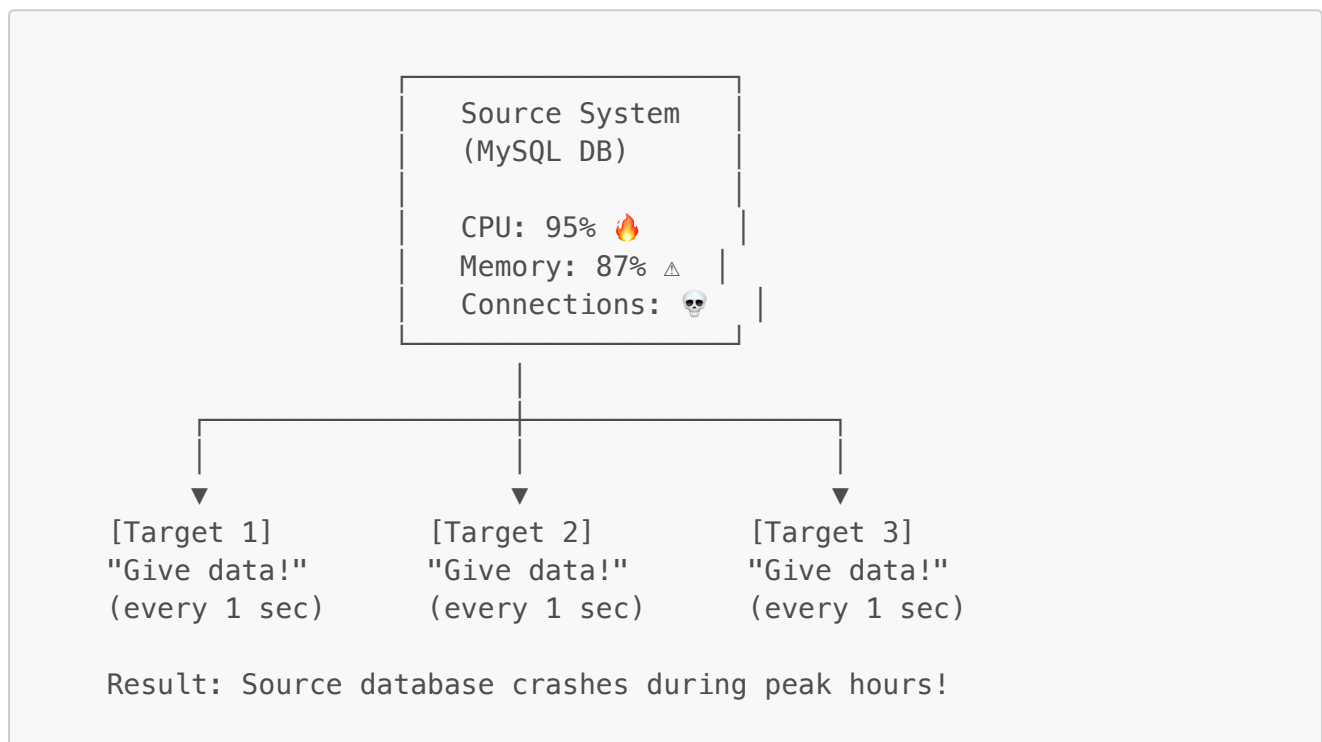 Source System
(MySQL DB)
CPU: 95% 🔥
Memory: 87% ⚠
Connections: 💀
[Target 1] [Target 2] [Target 3]
"Give data!" "Give data!" "Give data!"
(every 1 sec) (every 1 sec) (every 1 sec)
Result: Source database crashes during peak hours!